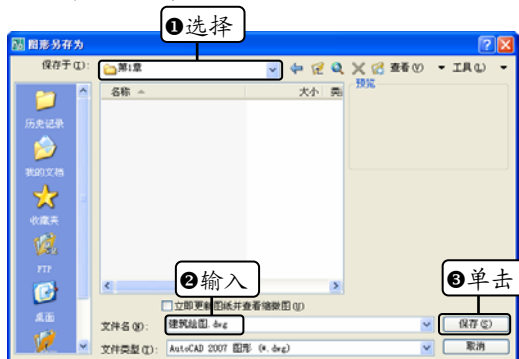 ❶选择
图形另存为
保存于(I): 第1章 查看(V) 工具(L)
名称 大小 类 预览
历史记录
我的文档
收藏夹
FTP
桌面
❷输入
❸单击
立即更新图纸并查看缩微图(U)
文件名(N): 建筑绘图.dwg 保存(S)
文件类型(T): AutoCAD 2007 图形 (*.dwg) 取消